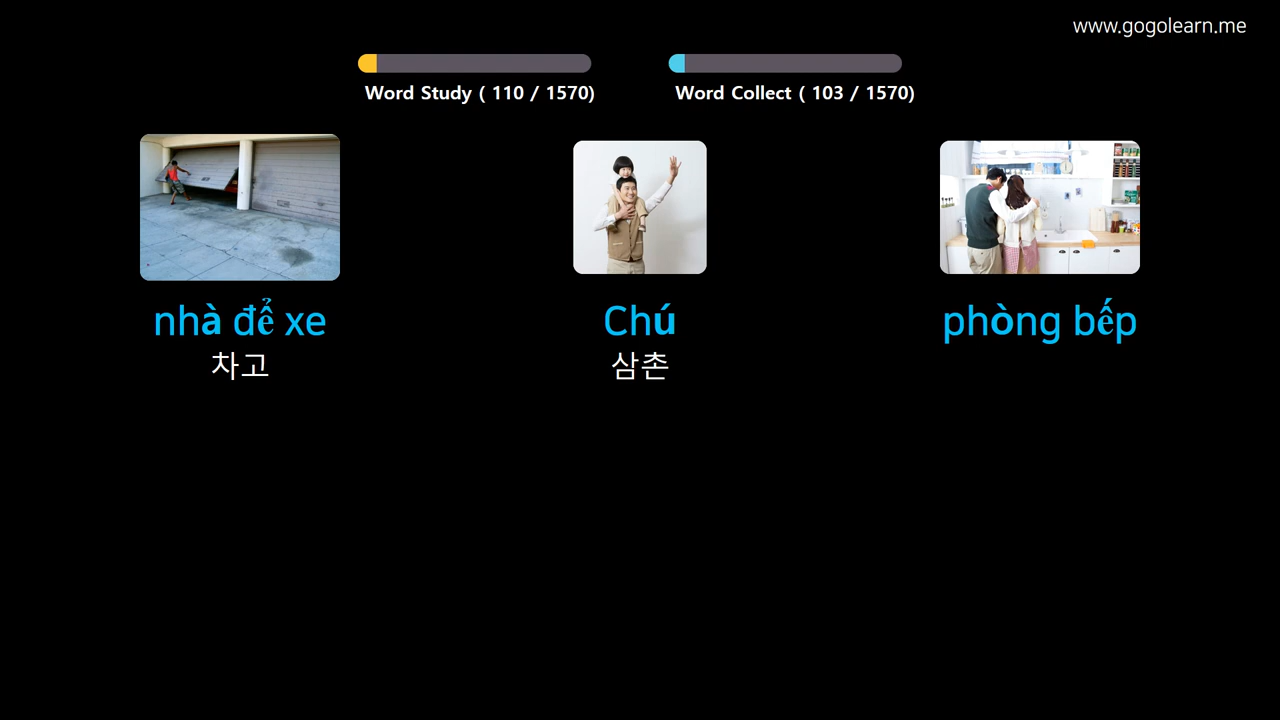 www.gogolearn.me
Word Study ( 110 / 1570)
Word Collect ( 103 / 1570)
nhà để xe
차고
Chú
삼촌
phòng bếp